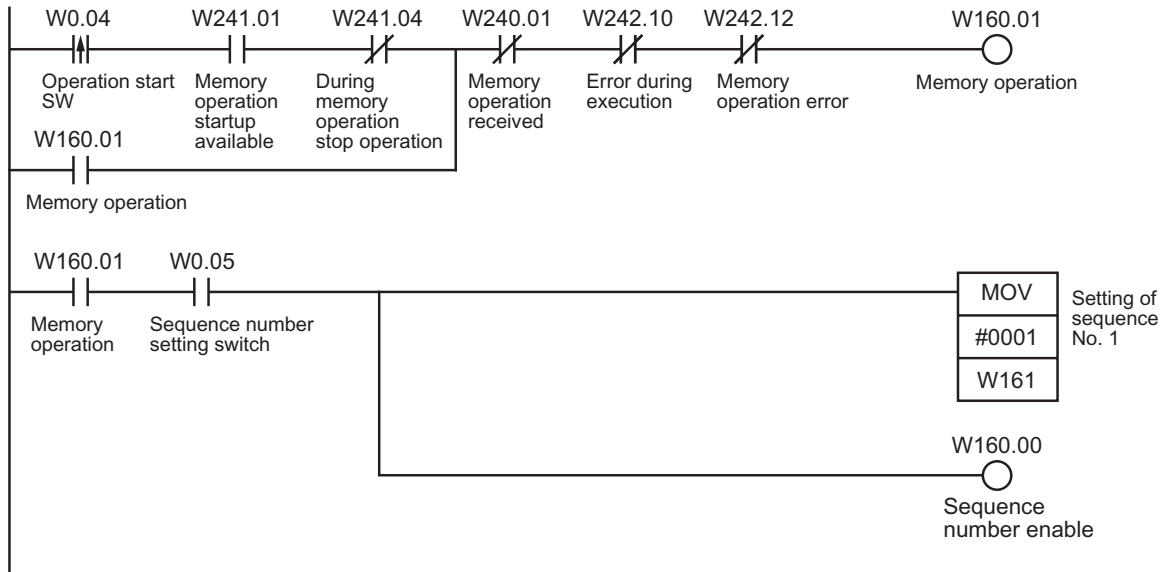 W0.04 W241.01 W241.04 W240.01 W242.10 W242.12 W160.01
Operation start
SW
Memory
operation
startup
available
During
memory
operation
stop operation
Memory
operation
received
Error during
execution
Memory
operation error
Memory operation
W160.01
Memory operation
W160.01 W0.05
Memory
operation
Sequence number
setting switch
MOV
#0001
W161
Setting of
sequence
No. 1
W160.00
Sequence
number enable